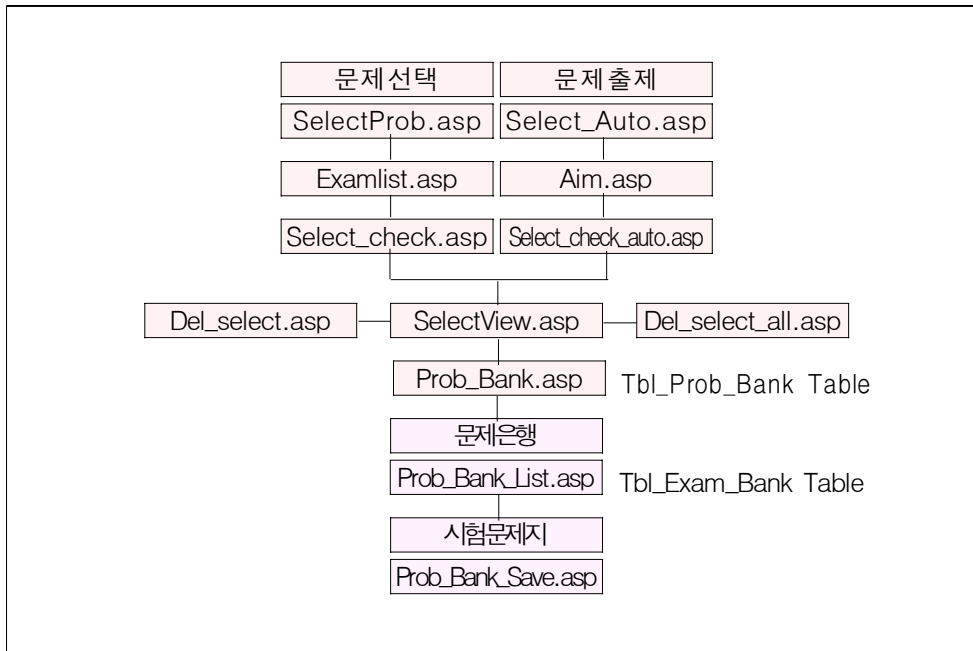 문제선택 문제출제
SelectProb.asp Select_Auto.asp
Examlist.asp Aim.asp
Select_check.asp Select_check_auto.asp
Del_select.asp SelectView.asp Del_select_all.asp
Prob_Bank.asp Tbl_Prob_Bank Table
문제은행
Prob_Bank_List.asp Tbl_Exam_Bank Table
시험문제지
Prob_Bank_Save.asp